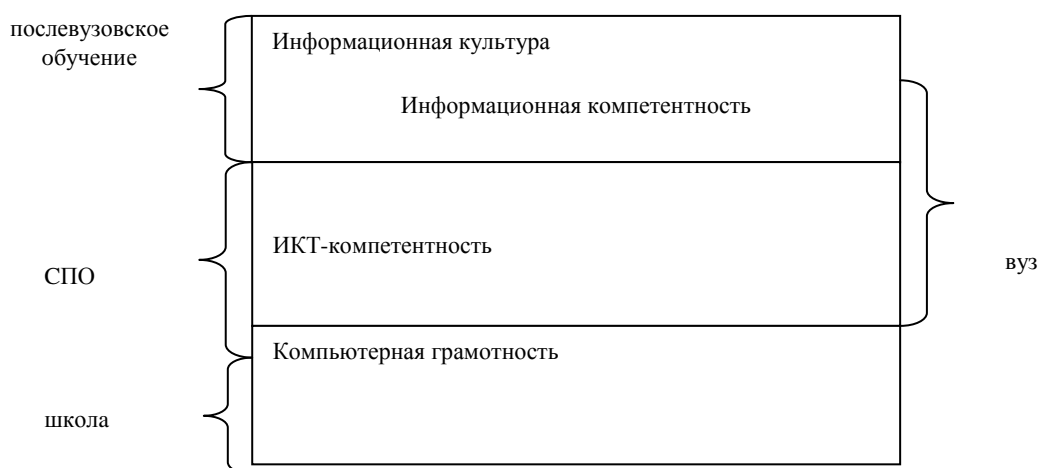 послевузовское
обучение
Информационная культура
Информационная компетентность
ИКТ-компетентность
СПО
вуз
Компьютерная грамотность
школа